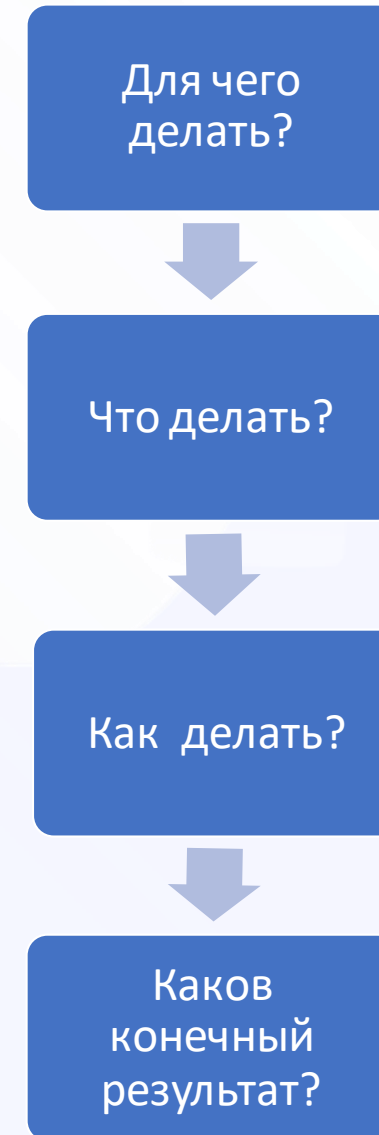 Для чего
делать?
Что делать?
Как делать?
Каков
конечный
результат?